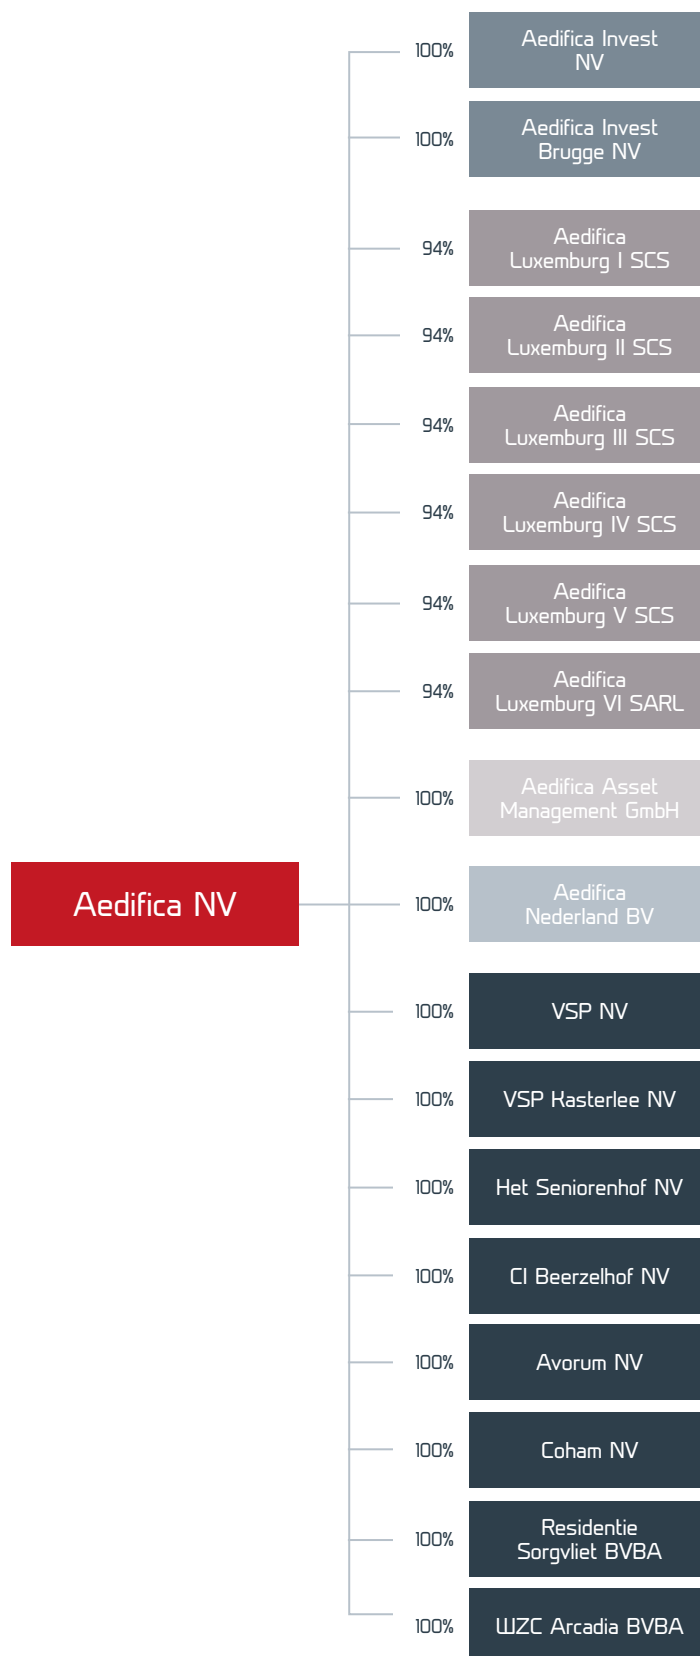 100%
Aedifica Invest
NV
100%
Aedifica Invest
Brugge NV
94%
Aedifica
Luxemburg I SCS
94%
Aedifica
Luxemburg II SCS
94%
Aedifica
Luxemburg III SCS
94%
Aedifica
Luxemburg IV SCS
94%
Aedifica
Luxemburg V SCS
94%
Aedifica
Luxemburg VI SARL
100%
Aedifica Asset
Management GmbH
Aedifica NV
100%
Aedifica
Nederland BV
100%
VSP NV
100%
VSP Kasterlee NV
100%
Het Seniorenhof NV
100%
CI Beerzelhof NV
100%
Avorum NV
100%
Coham NV
100%
Residentie
Sorgvliet BVBA
100%
WZC Arcadia BVBA